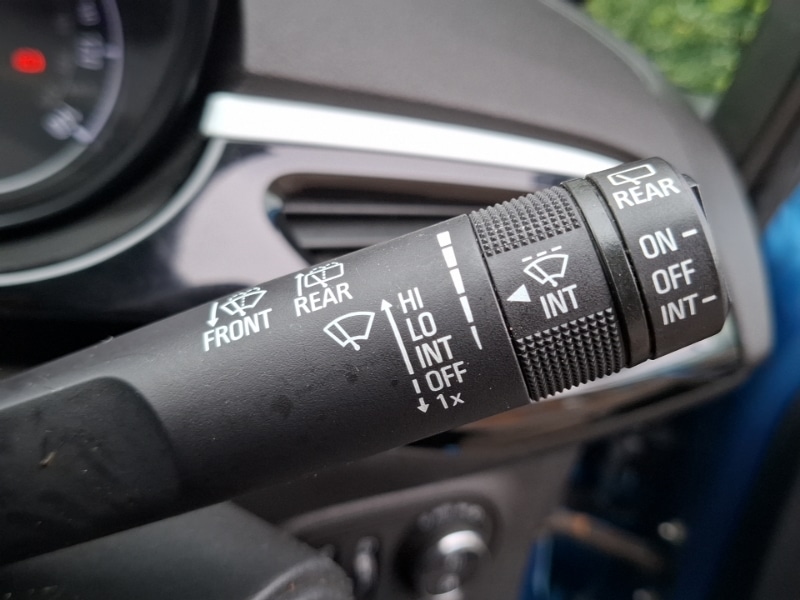 FRONT
REAR
HI
LO
INT
OFF
1x
INT
REAR
ON
OFF
INT